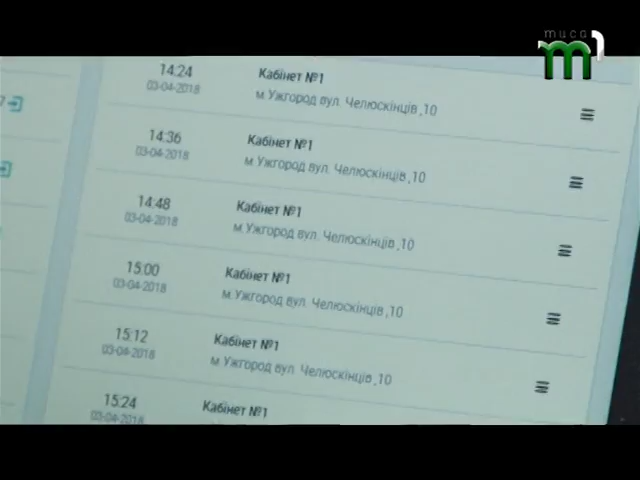 тиса
1
14:24
Кабінет №1
03-04-2018
м.Ужгород вул. Челюскінців ,10
14:36
Кабінет №1
03-04-2018
м.Ужгород вул. Челюскінців ,10
14:48
Кабінет №1
03-04-2018
м.Ужгород вул. Челюскінців ,10
15:00
Кабінет №1
03-04-2018
м.Ужгород вул. Челюскінців ,10
15:12
Кабінет №1
03-04-2018
м.Ужгород вул. Челюскінців ,10
15:24
Кабінет №1
03-04-2018